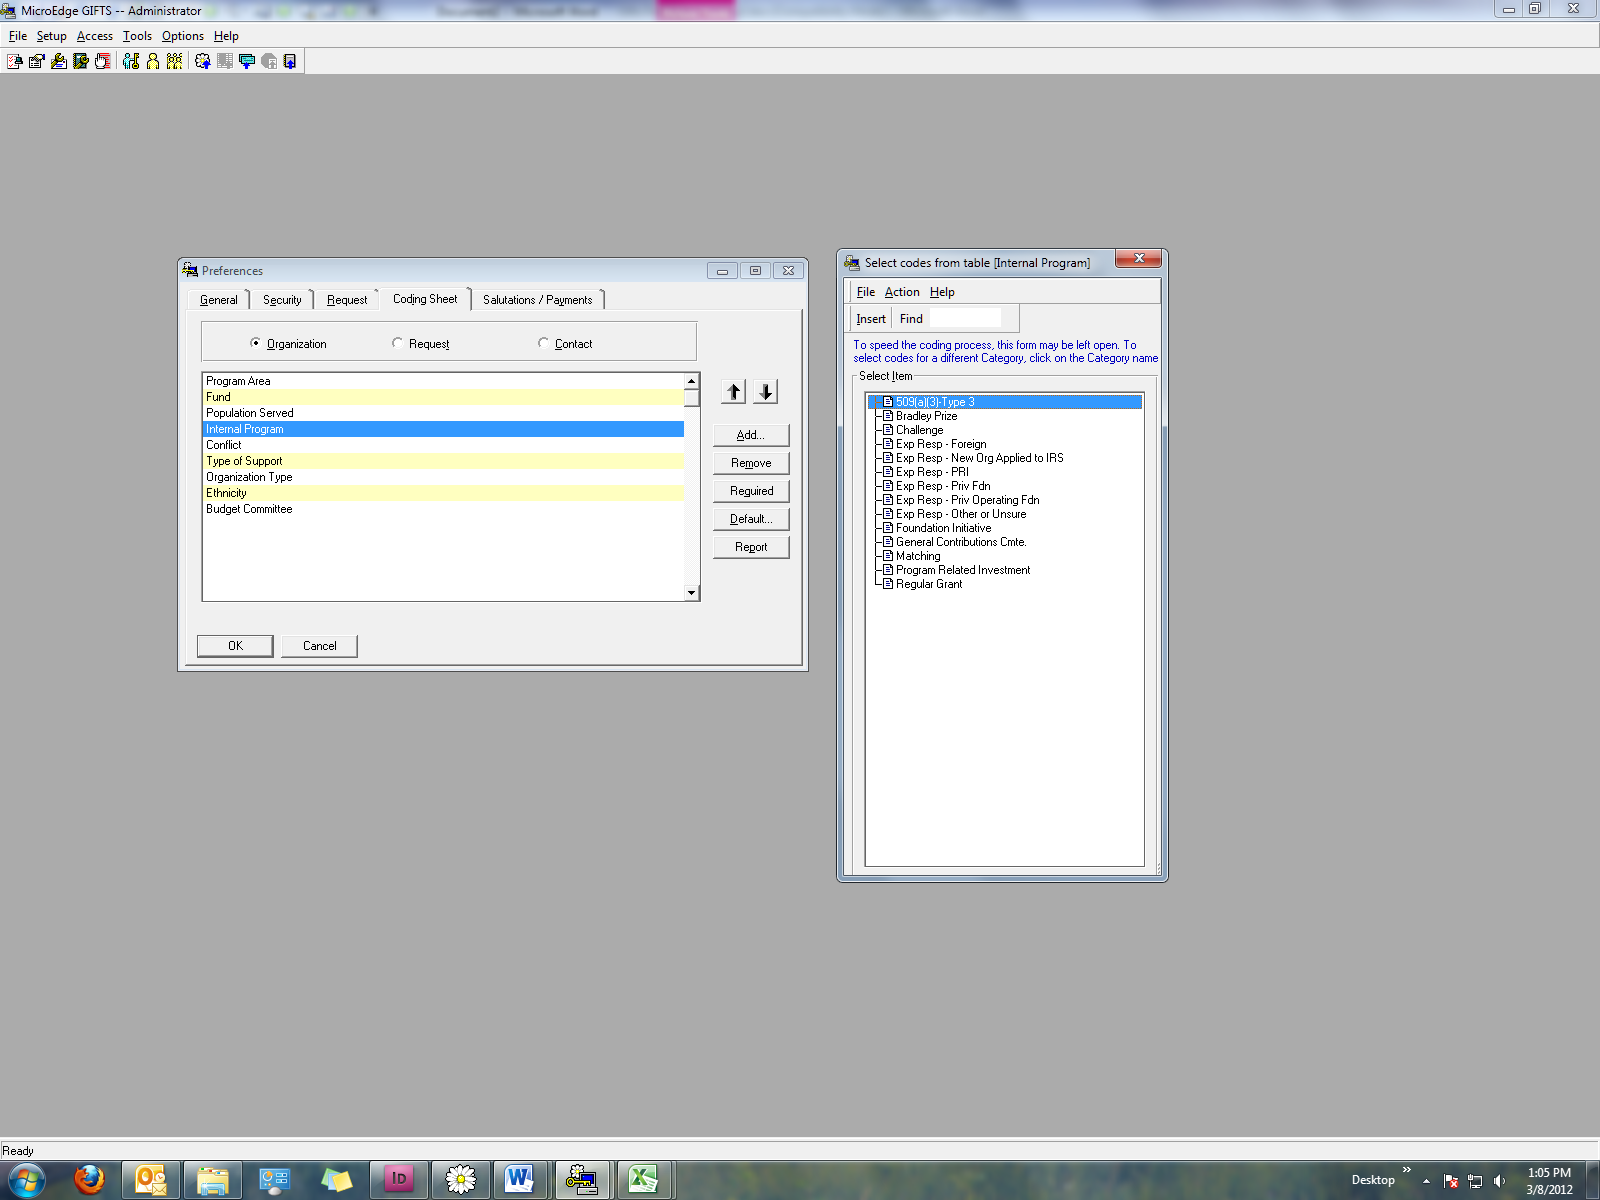 MicroEdge GIFTS -- Administrator
File Setup Access Tools Options Help
Preferences
General Security Request Coding Sheet Salutations / Payments
Organization Request Contact
Program Area
Fund
Population Served
Internal Program
Conflict
Type of Support
Organization Type
Ethnicity
Budget Committee
Add...
Remove
Required
Default...
Report
OK Cancel
Select codes from table [Internal Program]
File Action Help
Insert Find
To speed the coding process, this form may be left open. To
select codes for a different Category, click on the Category name
Select Item
509(a)(3)-Type 3
Bradley Prize
Challenge
Exp Resp - Foreign
Exp Resp - New Org Applied to IRS
Exp Resp - PRI
Exp Resp - Priv Fdn
Exp Resp - Priv Operating Fdn
Exp Resp - Other or Unsure
Foundation Initiative
General Contributions Cmte.
Matching
Program Related Investment
Regular Grant
Ready
Desktop
1:05 PM
3/8/2012